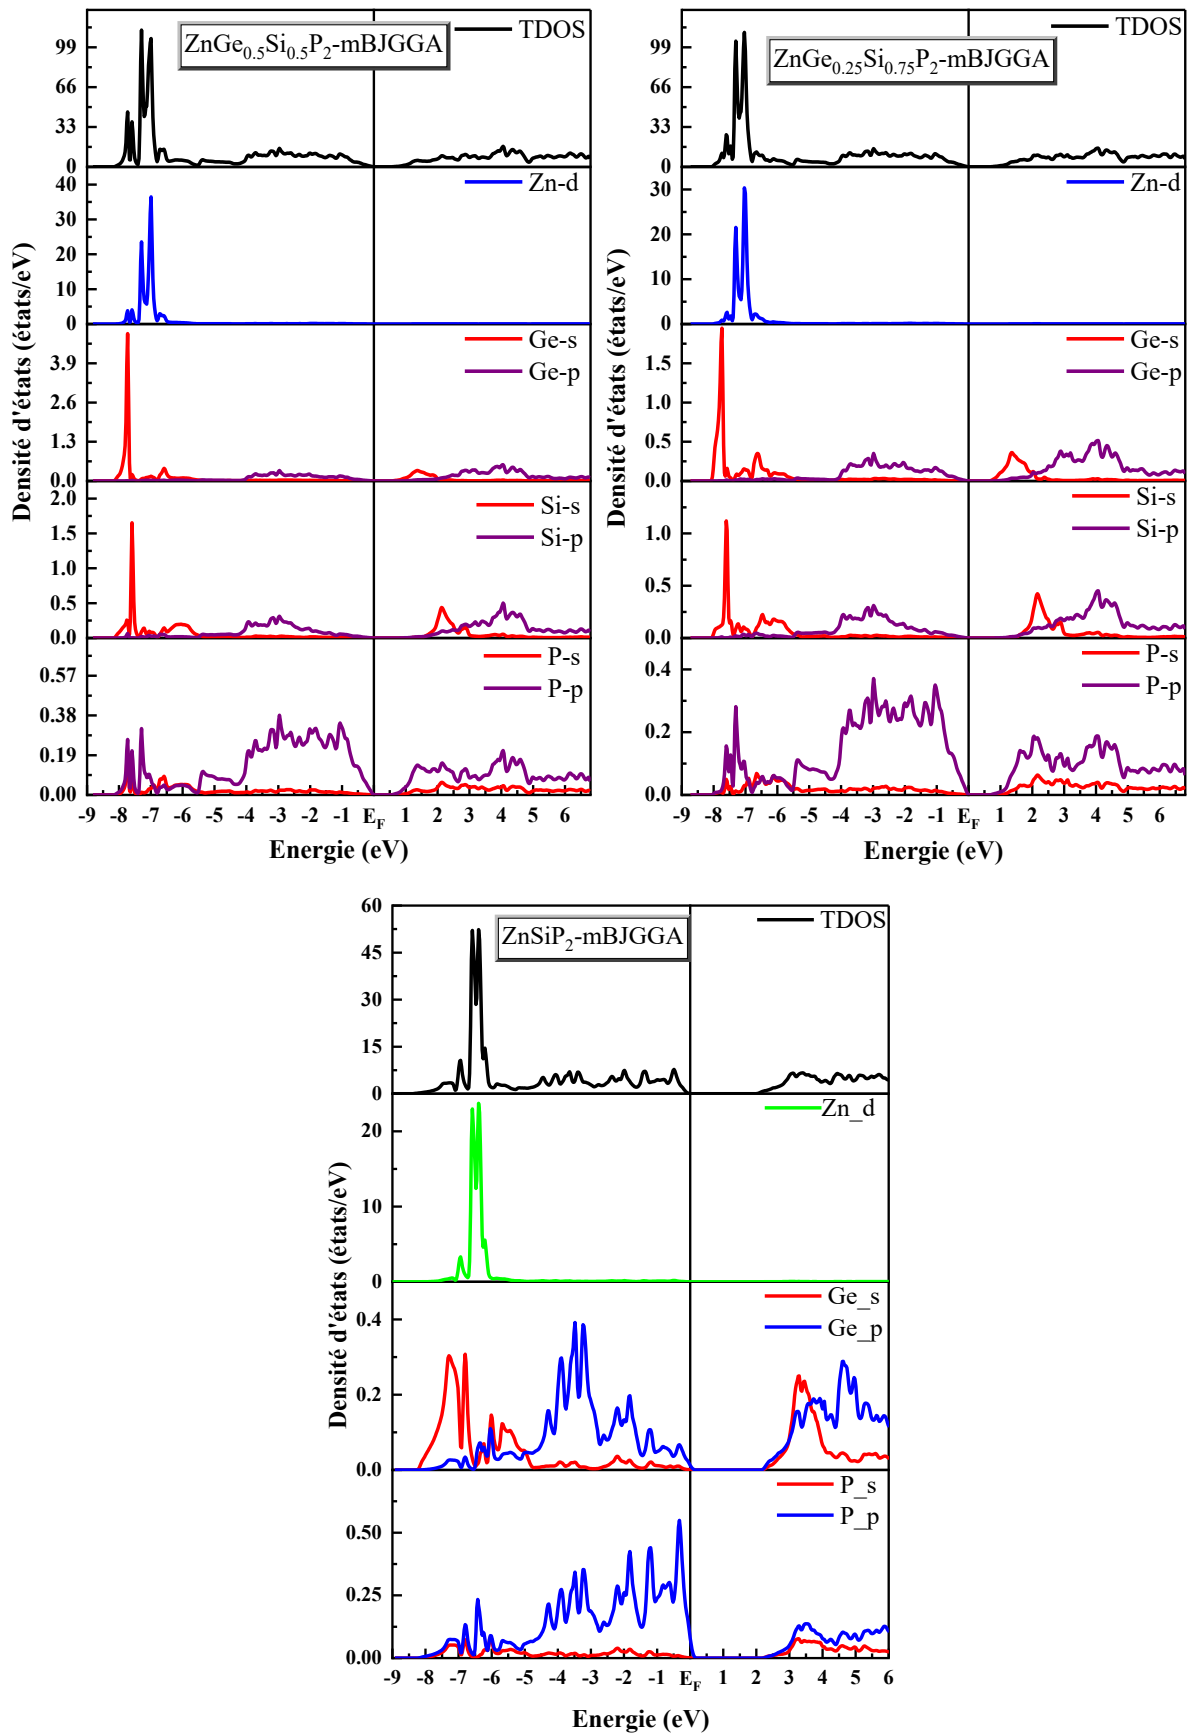 ZnGe0.5Si0.5P2-mBJGGA
TDOS
99
66
33
0
Zn-d
40
30
20
10
0
Ge-s
Ge-p
3.9
2.6
1.3
0.0
Si-s
Si-p
2.0
1.5
1.0
0.5
0.0
P-s
P-p
0.57
0.38
0.19
0.00
-9 -8 -7 -6 -5 -4 -3 -2 -1 EF 1 2 3 4 5 6
Energie (eV)
Densité d'états (états/eV)
ZnGe0.25Si0.75P2-mBJGGA
TDOS
99
66
33
0
Zn-d
30
20
10
0
Ge-s
Ge-p
1.5
1.0
0.5
0.0
Si-s
Si-p
1.0
0.5
0.0
P-s
P-p
0.4
0.2
0.0
-9 -8 -7 -6 -5 -4 -3 -2 -1 EF 1 2 3 4 5 6
Energie (eV)
Densité d'états (états/eV)
ZnSiP2-mBJGGA
TDOS
60
45
30
15
0
Zn_d
20
10
0
Ge_s
Ge_p
0.4
0.2
0.0
P_s
P_p
0.50
0.25
0.00
-9 -8 -7 -6 -5 -4 -3 -2 -1 EF 1 2 3 4 5 6
Energie (eV)
Densité d'états (états/eV)